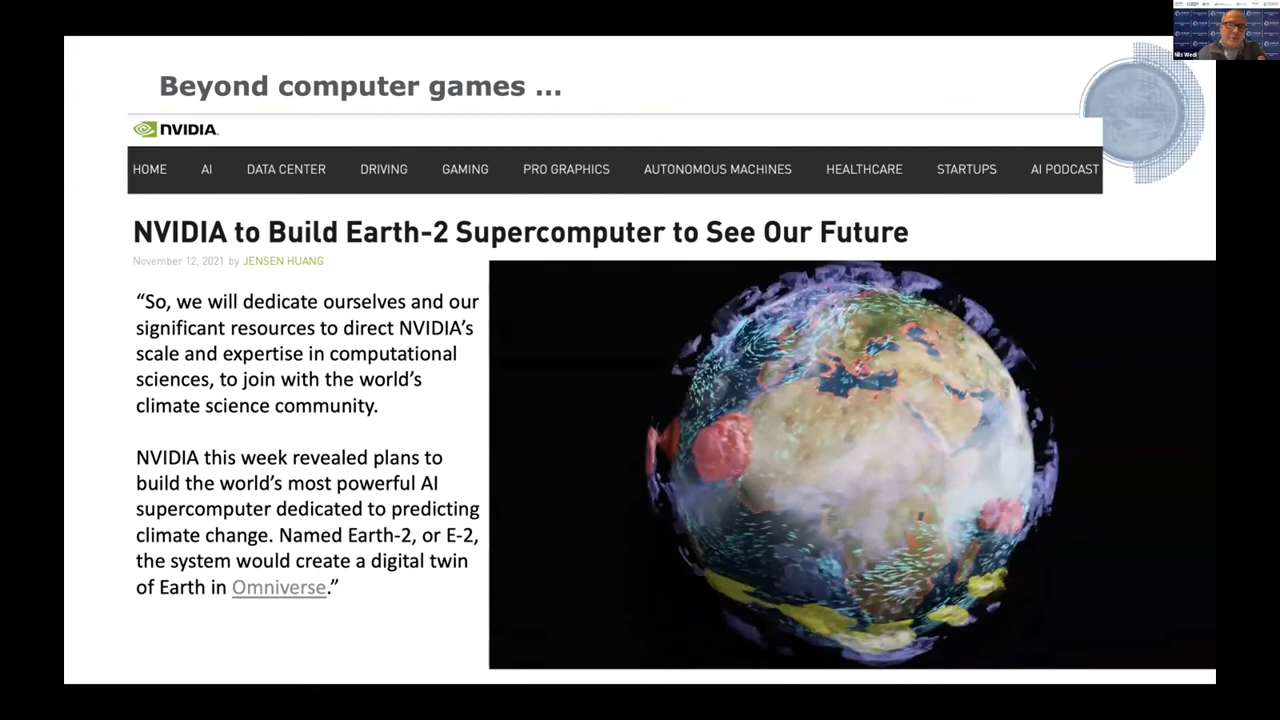 Beyond computer games ...
NVIDIA.
HOME AI DATA CENTER DRIVING GAMING PRO GRAPHICS AUTONOMOUS MACHINES HEALTHCARE STARTUPS AI PODCAST
NVIDIA to Build Earth-2 Supercomputer to See Our Future
November 12, 2021 by JENSEN HUANG
“So, we will dedicate ourselves and our
significant resources to direct NVIDIA’s
scale and expertise in computational
sciences, to join with the world’s
climate science community.
NVIDIA this week revealed plans to
build the world’s most powerful AI
supercomputer dedicated to predicting
climate change. Named Earth-2, or E-2,
the system would create a digital twin
of Earth in Omniverse.”